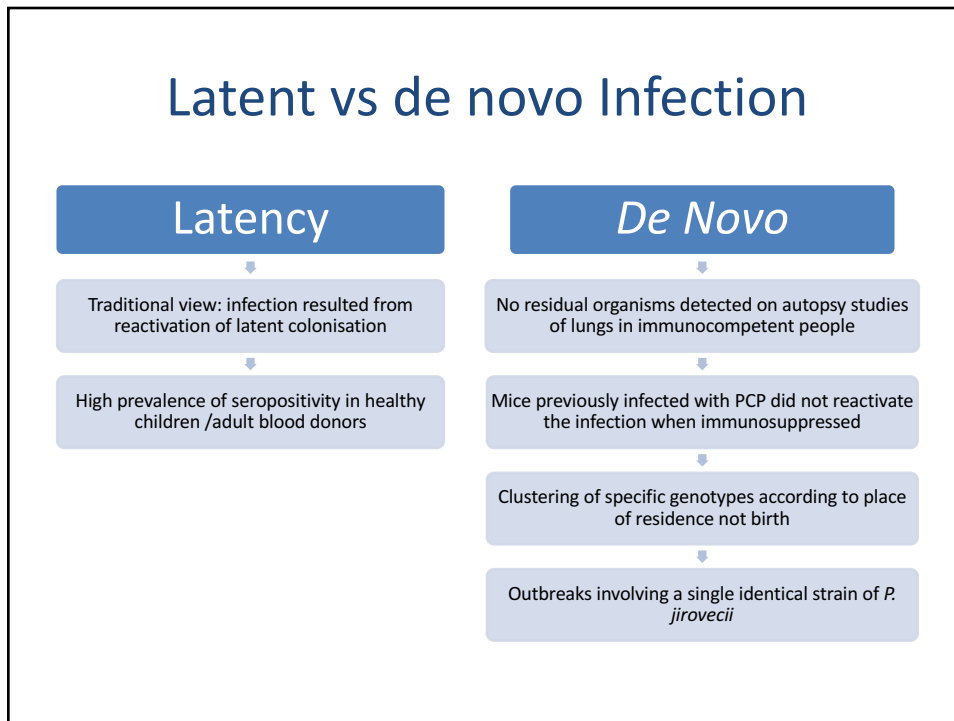 Latent vs de novo Infection
Latency
Traditional view: infection resulted from
reactivation of latent colonisation
High prevalence of seropositivity in healthy
children /adult blood donors
De Novo
No residual organisms detected on autopsy studies
of lungs in immunocompetent people
Mice previously infected with PCP did not reactivate
the infection when immunosuppressed
Clustering of specific genotypes according to place
of residence not birth
Outbreaks involving a single identical strain of P.
jirovecii